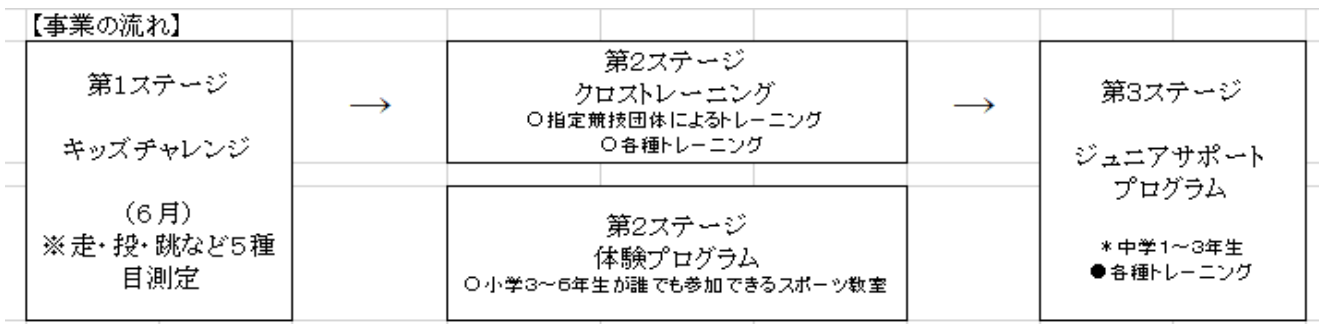 【事業の流れ】
第1ステージ
キッズチャレンジ
(6月)
※走・投・跳など5種
目測定
→
第2ステージ
クロストレーニング
○指定競技団体によるトレーニング
○各種トレーニング
第2ステージ
体験プログラム
○小学3~6年生が誰でも参加できるスポーツ教室
→
第3ステージ
ジュニアサポート
プログラム
*中学1~3年生
●各種トレーニング